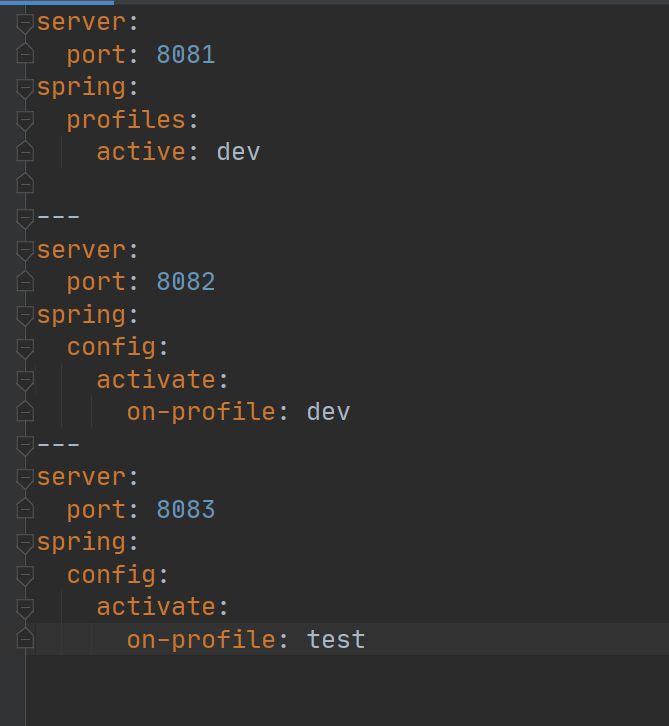 server:
  port: 8081
spring:
  profiles:
    active: dev

---
server:
  port: 8082
spring:
  config:
    activate:
      on-profile: dev
---
server:
  port: 8083
spring:
  config:
    activate:
      on-profile: test